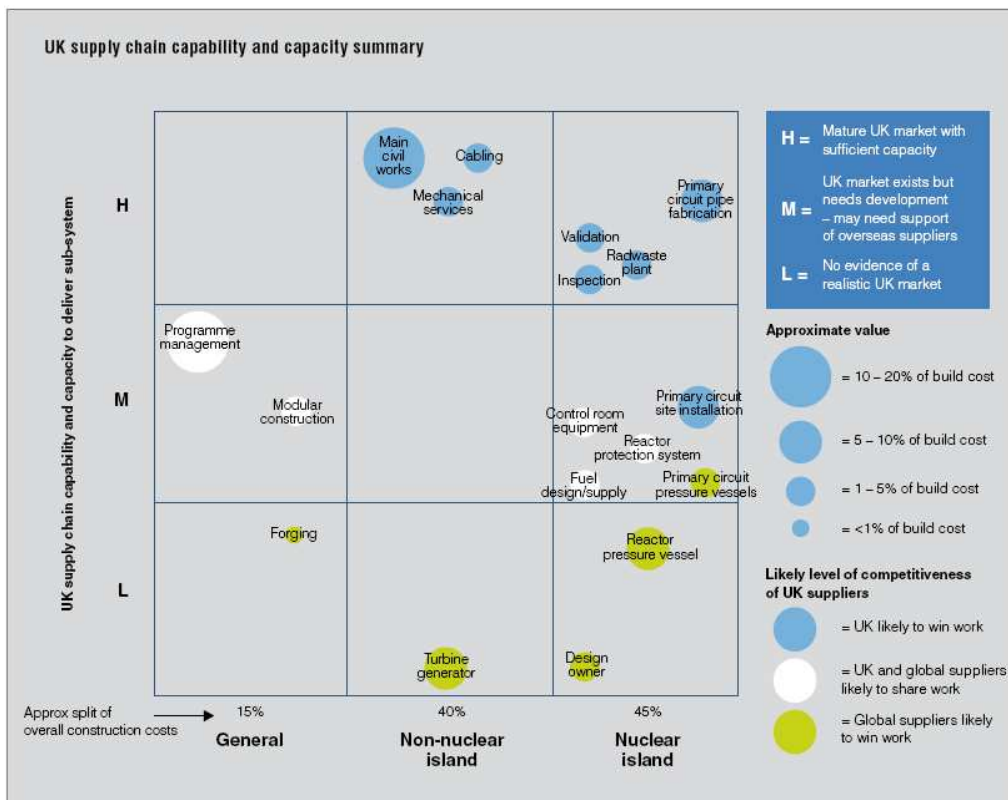 UK supply chain capability and capacity summary
UK supply chain capability and capacity to deliver sub-system
H
M
L
Main
civil
works
Cabling
Mechanical
services
Primary
circuit pipe
fabrication
Validation
Radwaste
plant
Inspection
Programme
management
Modular
construction
Primary circuit
site installation
Control room
equipment
Reactor
protection system
Fuel
design/supply
Primary circuit
pressure vessels
Forging
Reactor
pressure vessel
Turbine
generator
Design
owner
Approx split of
overall construction costs
15%
40%
45%
General
Non-nuclear
island
Nuclear
island
H = Mature UK market with
sufficient capacity
UK market exists but
needs development
M = – may need support
of overseas suppliers
L = No evidence of a
realistic UK market
Approximate value
= 10 – 20% of build cost
= 5 – 10% of build cost
= 1 – 5% of build cost
= <1% of build cost
Likely level of competitiveness
of UK suppliers
= UK likely to win work
= UK and global suppliers
likely to share work
= Global suppliers likely
to win work